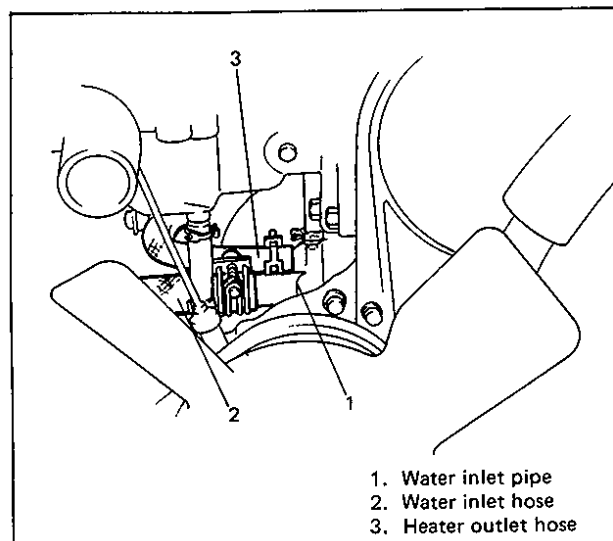 3
2
1
1. Water inlet pipe
2. Water inlet hose
3. Heater outlet hose